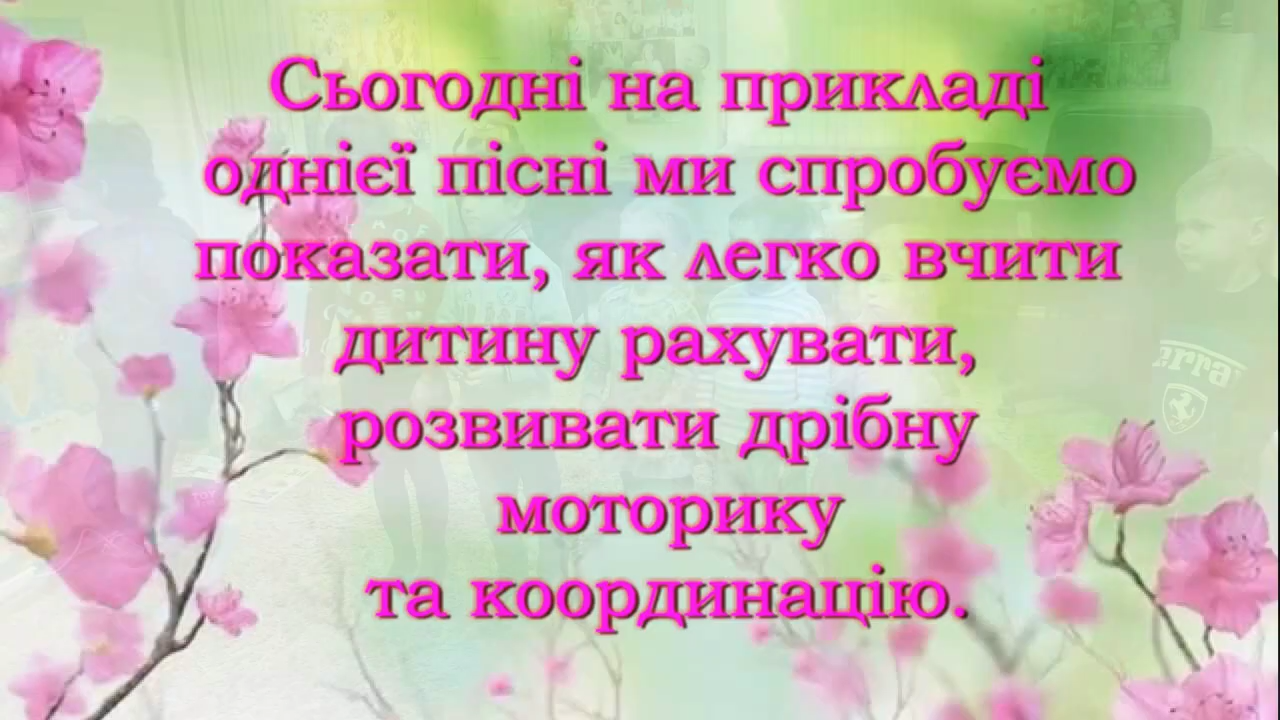 Сьогодні на прикладі
однієї пісні ми спробуємо
показати, як легко вчити
дитину рахувати,
розвивати дрібну
моторику
та координацію.